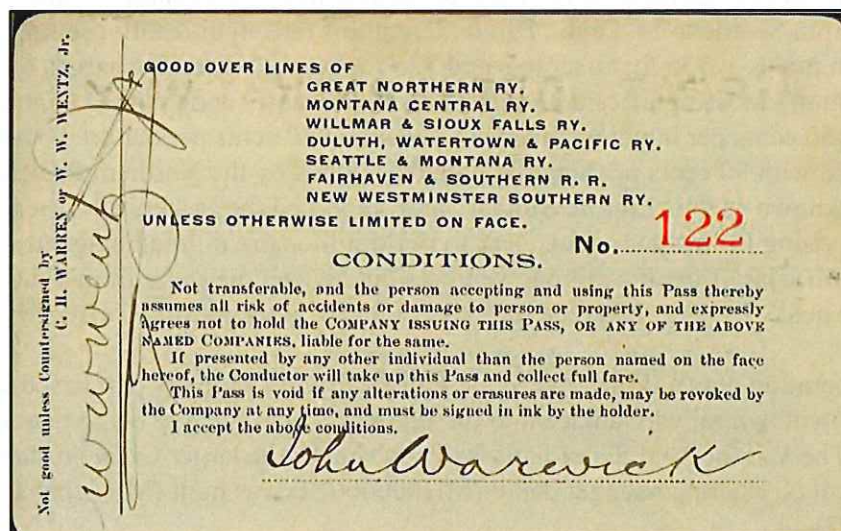 Not good unless Countersigned by
C. H. WARREN or W. W. WENTZ, Jr.
W W Wentz Jr
GOOD OVER LINES OF
GREAT NORTHERN RY.
MONTANA CENTRAL RY.
WILLMAR & SIOUX FALLS RY.
DULUTH, WATERTOWN & PACIFIC RY.
SEATTLE & MONTANA RY.
FAIRHAVEN & SOUTHERN R. R.
NEW WESTMINSTER SOUTHERN RY.
UNLESS OTHERWISE LIMITED ON FACE.
No. 122
CONDITIONS.
Not transferable, and the person accepting and using this Pass thereby
assumes all risk of accidents or damage to person or property, and expressly
agrees not to hold the COMPANY ISSUING THIS PASS, OR ANY OF THE ABOVE
NAMED COMPANIES, liable for the same.
If presented by any other individual than the person named on the face
hereof, the Conductor will take up this Pass and collect full fare.
This Pass is void if any alterations or erasures are made, may be revoked by
the Company at any time, and must be signed in ink by the holder.
I accept the above conditions.
John Warwick